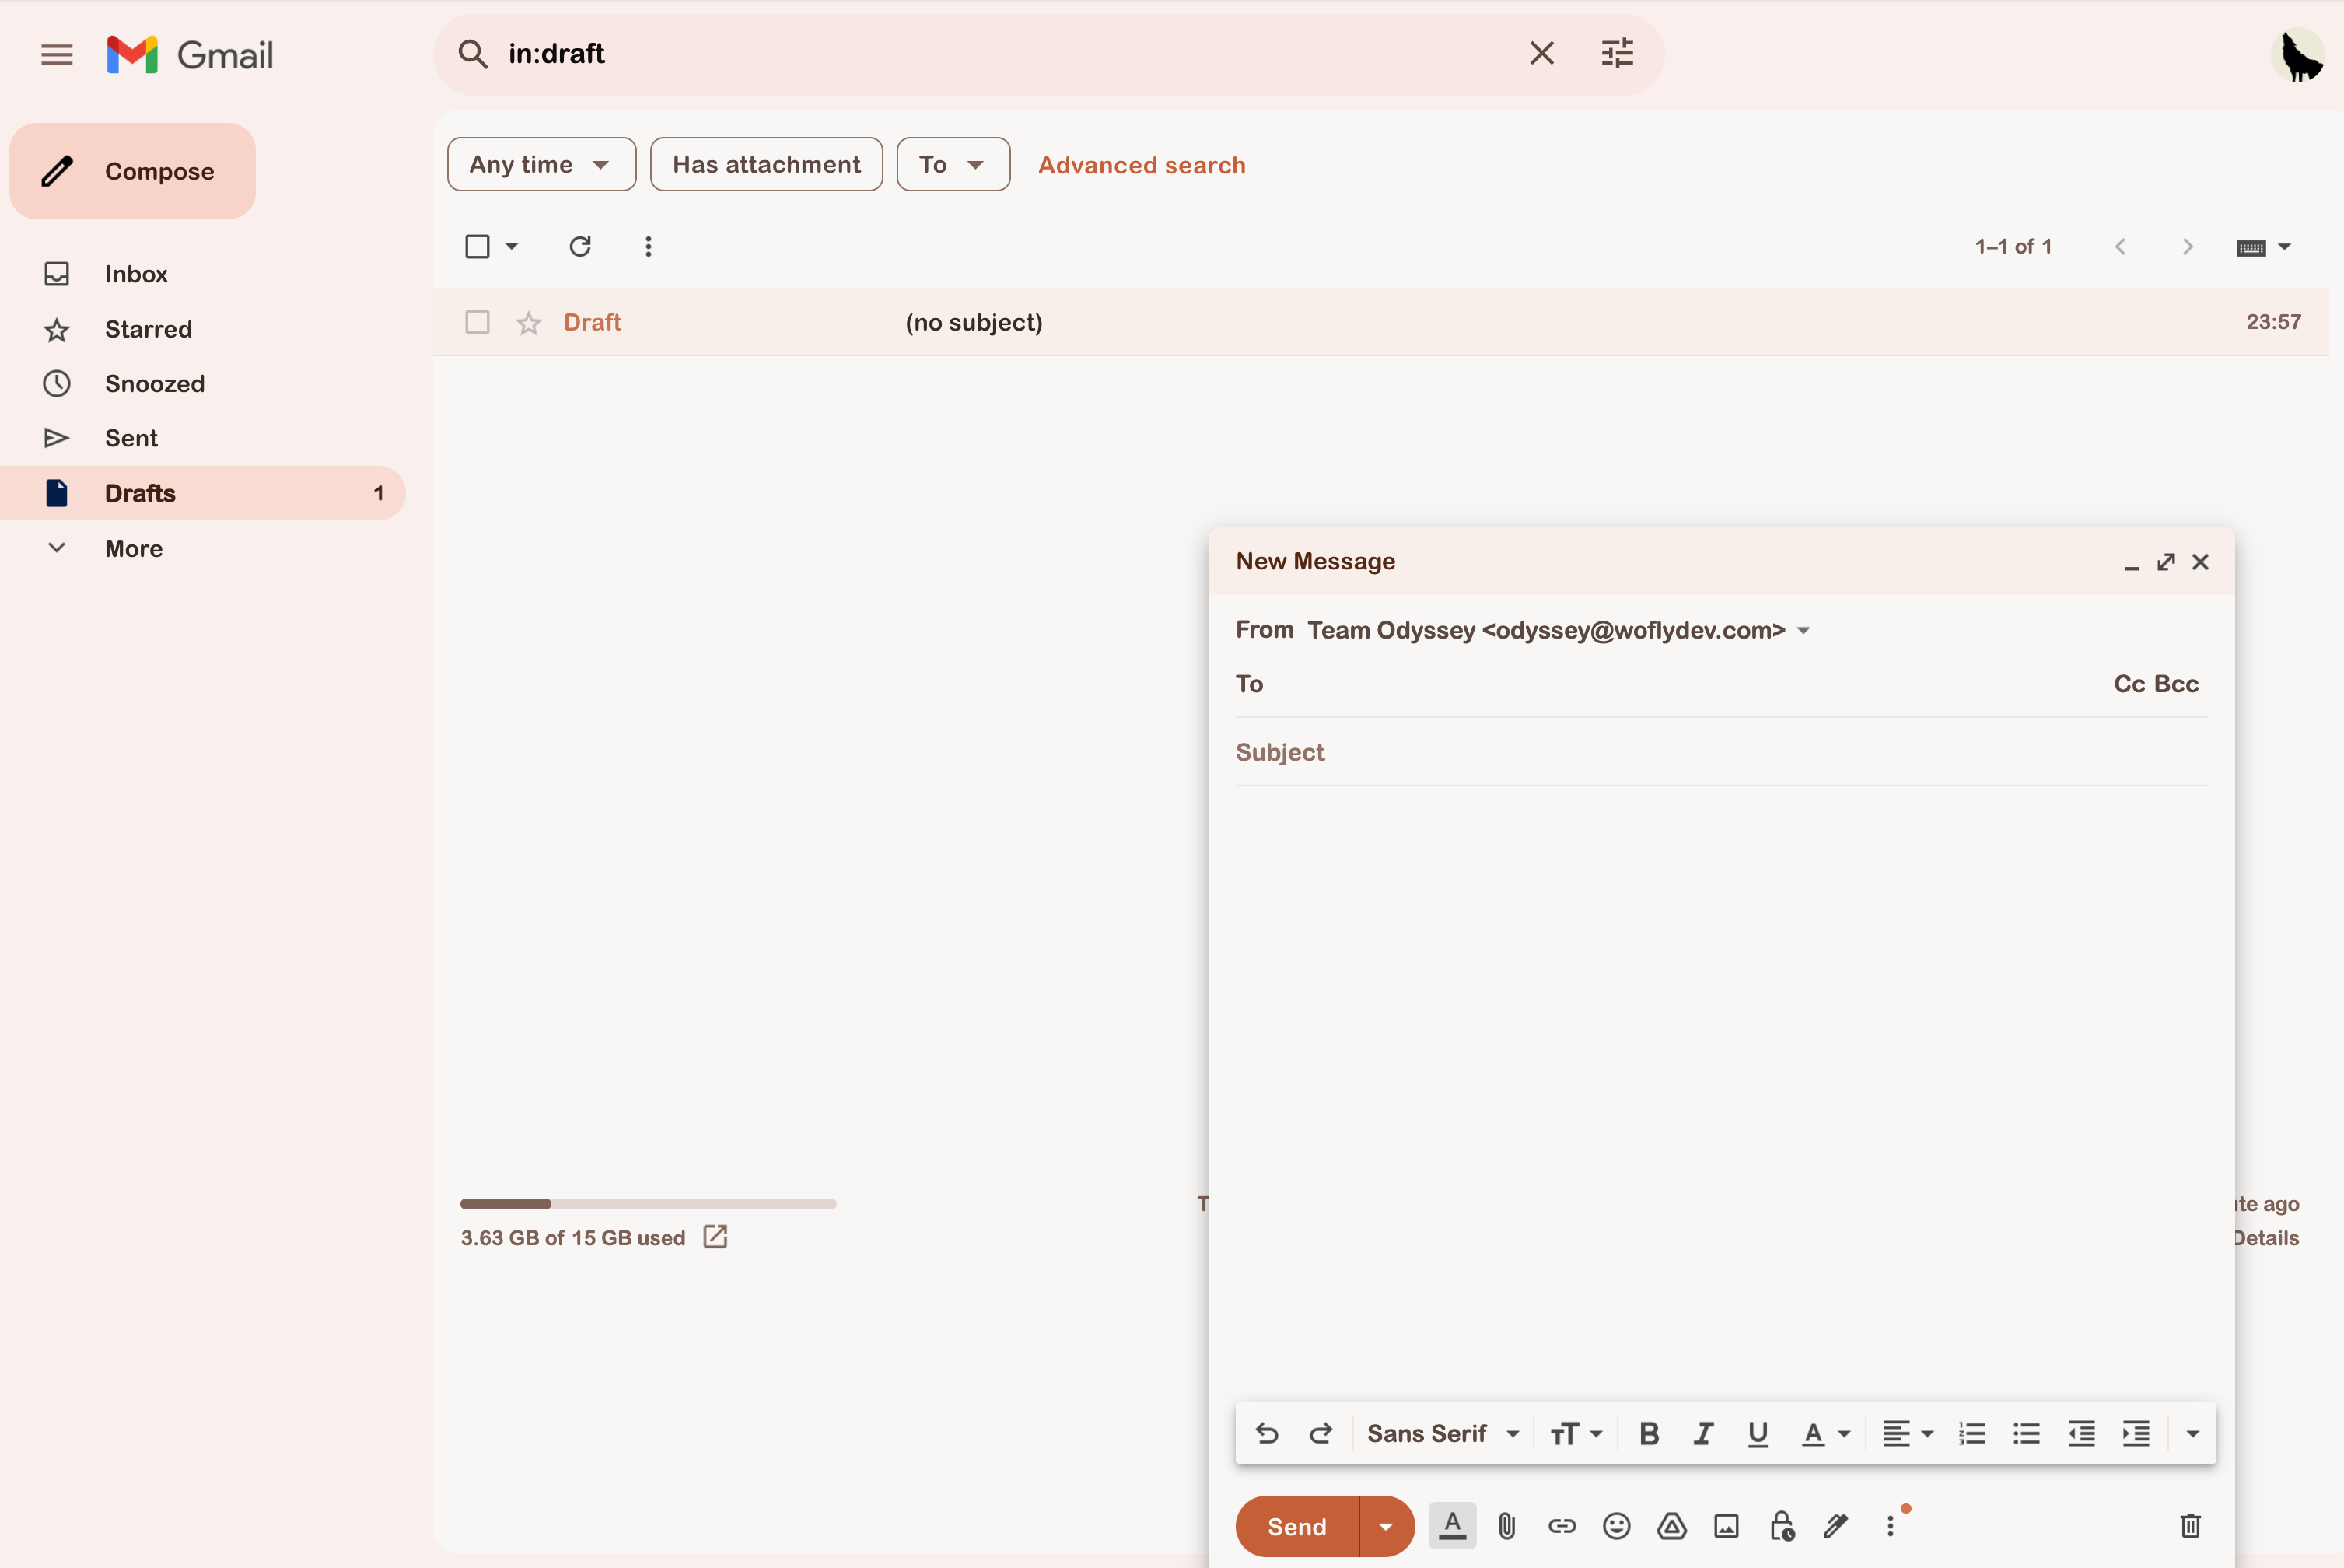 Gmail
in:draft
Compose
Any time
Has attachment
To
Advanced search
1–1 of 1
Inbox
Starred
Snoozed
Sent
Drafts
1
More
Draft
(no subject)
23:57
New Message
From Team Odyssey <odyssey@woflydev.com>
To
Cc Bcc
Subject
3.63 GB of 15 GB used
ago
Details
Sans Serif
Send